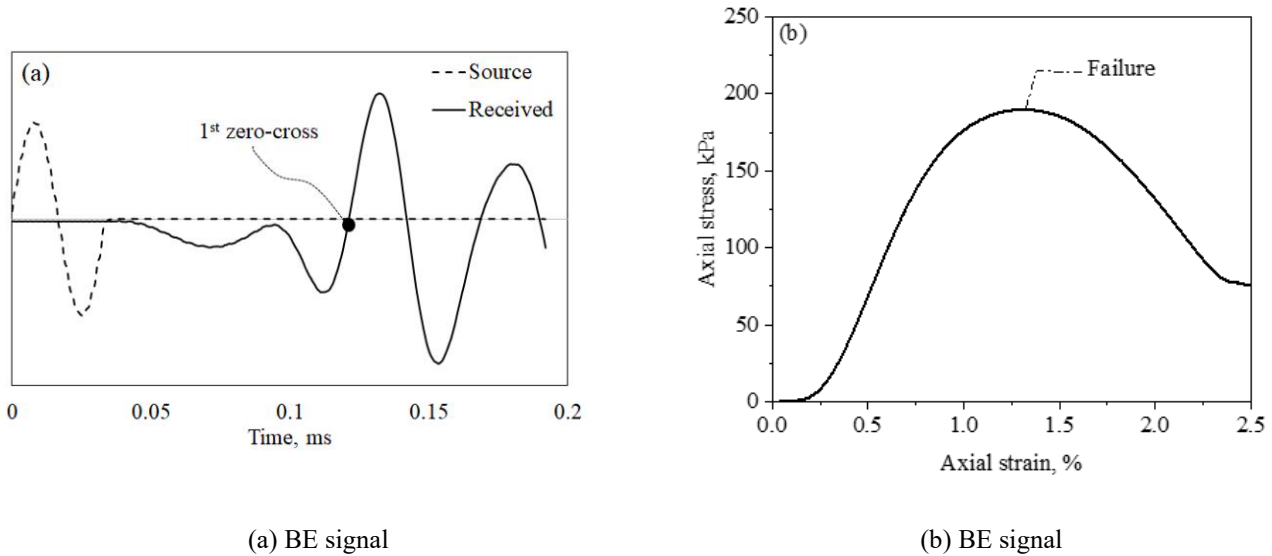 (a)
Source
Received
1st zero-cross
0 0.05 0.1 0.15 0.2
Time, ms
(b)
Failure
250
200
150
100
50
0
Axial stress, kPa
0.0 0.5 1.0 1.5 2.0 2.5
Axial strain, %
(a) BE signal
(b) BE signal